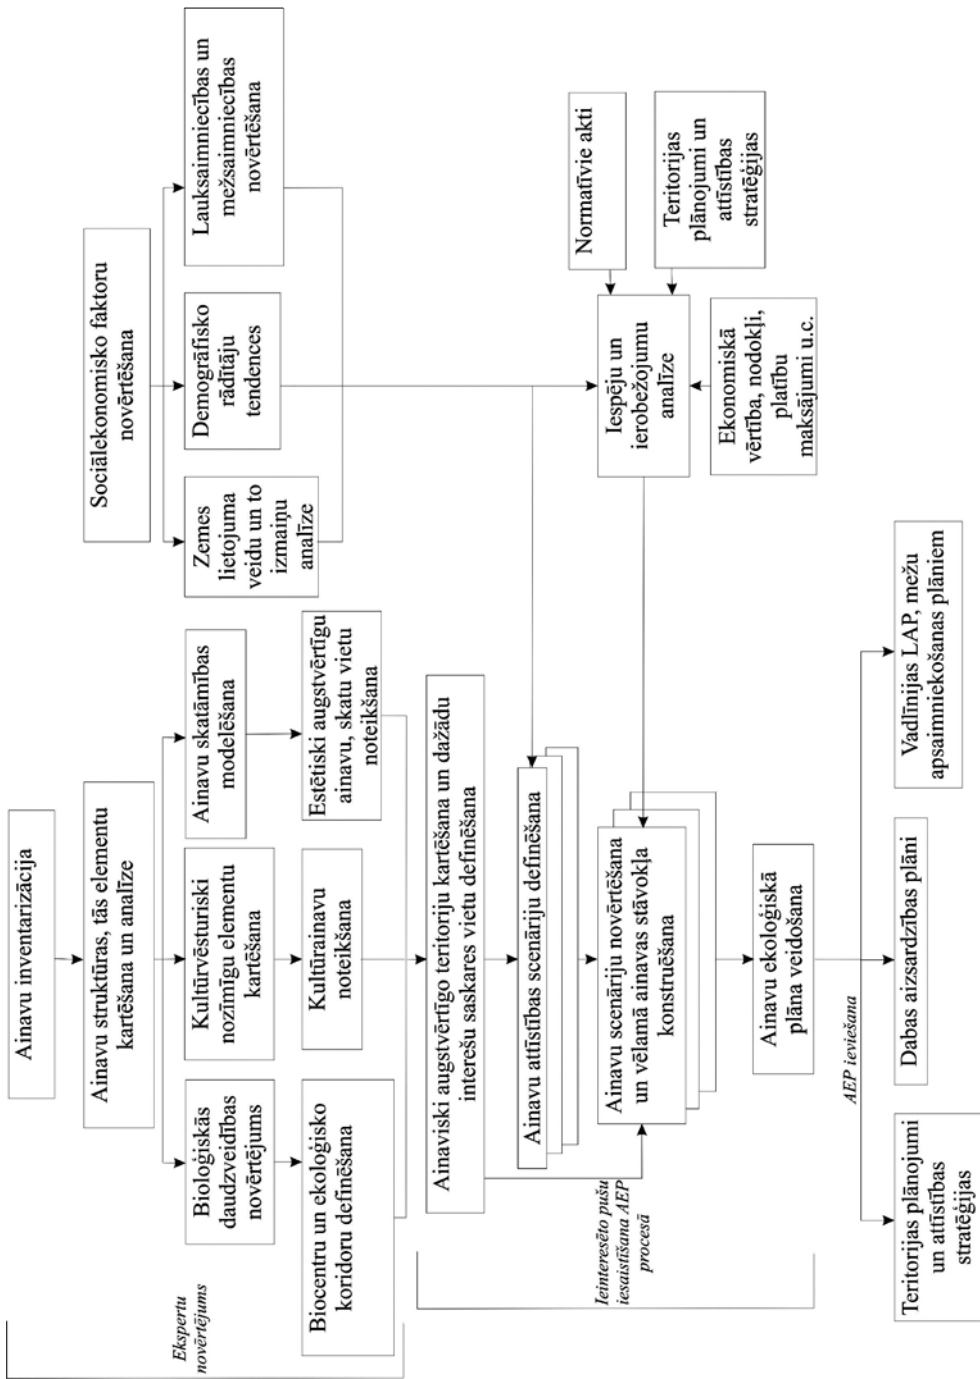 Ainavu inventarizācija
Sociālekonomisko faktoru
novērtēšana
Ainavu struktūras, tās elementu
kartēšana un analīze
Ekspertu
novērtējums
Bioloģiskās
daudzveidības
novērtējums
Kultūrvēsturiski
nozīmīgu elementu
kartēšana
Ainavu skatāmības
modelēšana
Zemes
lietojuma
veidu un to
izmaiņu
analīze
Demogrāfisko
rādītāju
tendences
Lauksaimniecības un
mežsaimniecības
novērtēšana
Biocentru un ekoloģisko
koridoru definēšana
Kultūrainavu
noteikšana
Estētiski augstvērtīgu
ainavu, skatu vietu
noteikšana
Ainaviski augstvērtīgo teritoriju kartēšana un dažādu
interešu saskares vietu definēšana
Ainavu attīstības scenāriju definēšana
Ieinteresēto pušu
iesaistīšana AEP
procesā
Ainavu scenāriju novērtēšana
un vēlamā ainavas stāvokļa
konstruēšana
Iespēju un
ierobežojumu
analīze
Normatīvie akti
Teritorijas
plānojumi un
attīstības
stratēģijas
Ekonomiskā
vērtība, nodokļi,
platību
maksājumi u.c.
Ainavu ekoloģiskā
plāna veidošana
AEP ieviešana
Teritorijas plānojumi
un attīstības
stratēģijas
Dabas aizsardzības plāni
Vadlīnijas LAP, mežu
apsaimniekošanas plāniem